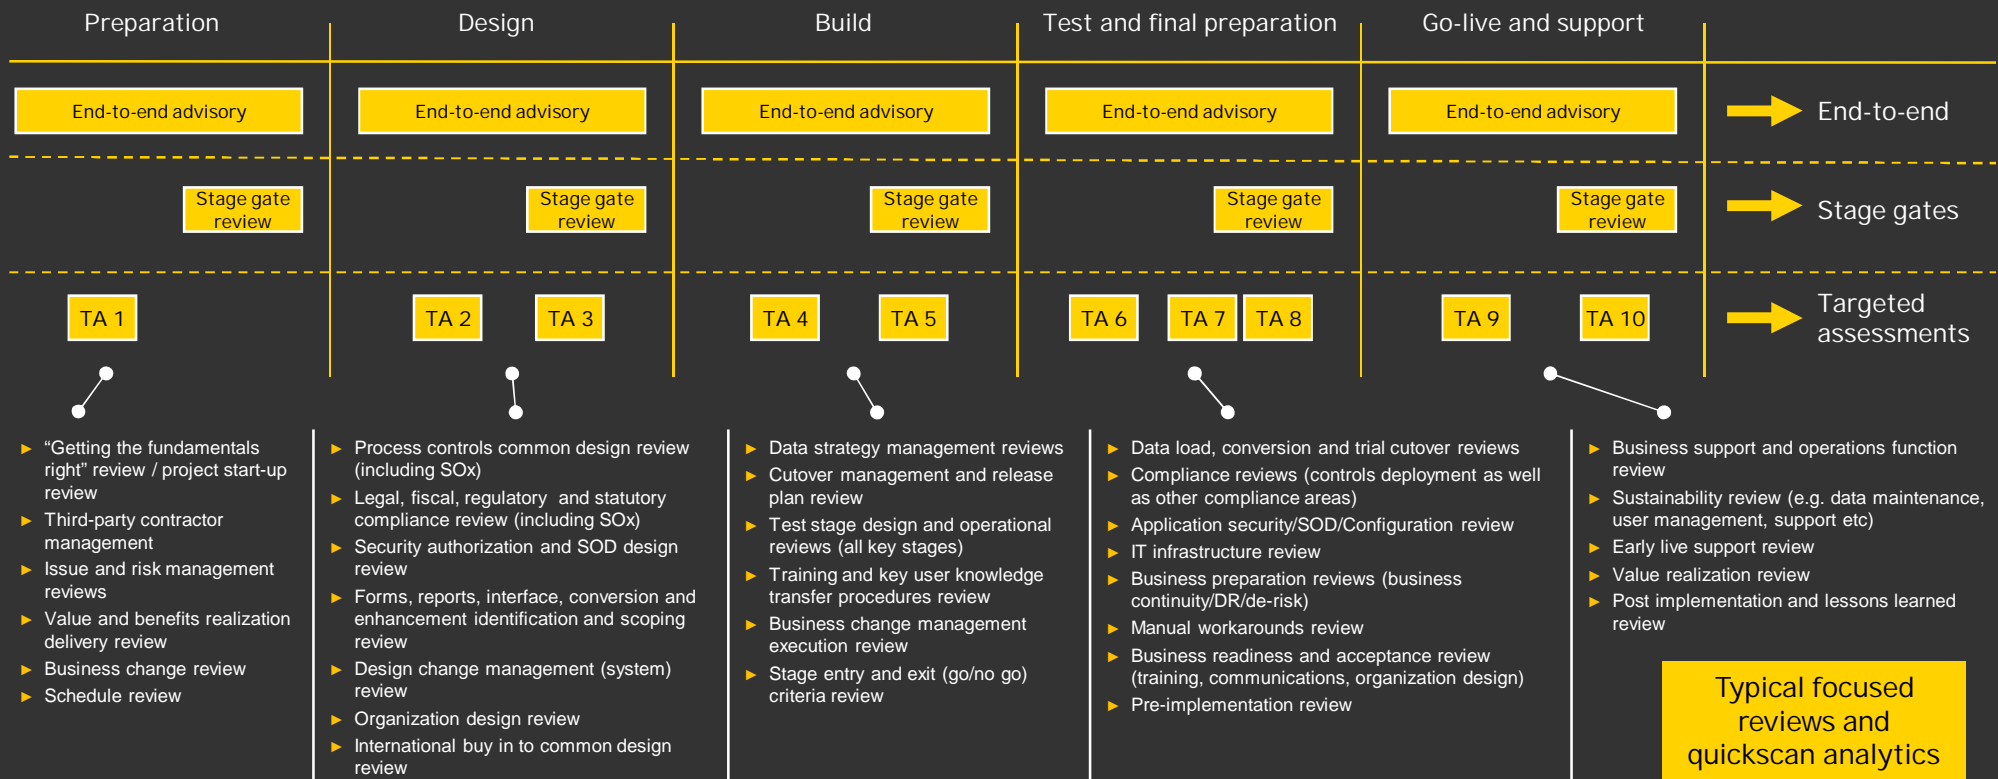 Preparation
Design
Build
Test and final preparation
Go-live and support
End-to-end advisory
End-to-end advisory
End-to-end advisory
End-to-end advisory
End-to-end advisory
End-to-end
Stage gate
review
Stage gate
review
Stage gate
review
Stage gate
review
Stage gate
review
Stage gates
TA 1
TA 2
TA 3
TA 4
TA 5
TA 6
TA 7
TA 8
TA 9
TA 10
Targeted
assessments
► “Getting the fundamentals
right” review / project start-up
review
► Third-party contractor
management
► Issue and risk management
reviews
► Value and benefits realization
delivery review
► Business change review
► Schedule review
► Process controls common design review
(including SOx)
► Legal, fiscal, regulatory and statutory
compliance review (including SOx)
► Security authorization and SOD design
review
► Forms, reports, interface, conversion and
enhancement identification and scoping
review
► Design change management (system)
review
► Organization design review
► International buy in to common design
review
► Data strategy management reviews
► Cutover management and release
plan review
► Test stage design and operational
reviews (all key stages)
► Training and key user knowledge
transfer procedures review
► Business change management
execution review
► Stage entry and exit (go/no go)
criteria review
► Data load, conversion and trial cutover reviews
► Compliance reviews (controls deployment as well
as other compliance areas)
► Application security/SOD/Configuration review
► IT infrastructure review
► Business preparation reviews (business
continuity/DR/de-risk)
► Manual workarounds review
► Business readiness and acceptance review
(training, communications, organization design)
► Pre-implementation review
► Business support and operations function
review
► Sustainability review (e.g. data maintenance,
user management, support etc)
► Early live support review
► Value realization review
► Post implementation and lessons learned
review
Typical focused
reviews and
quickscan analytics